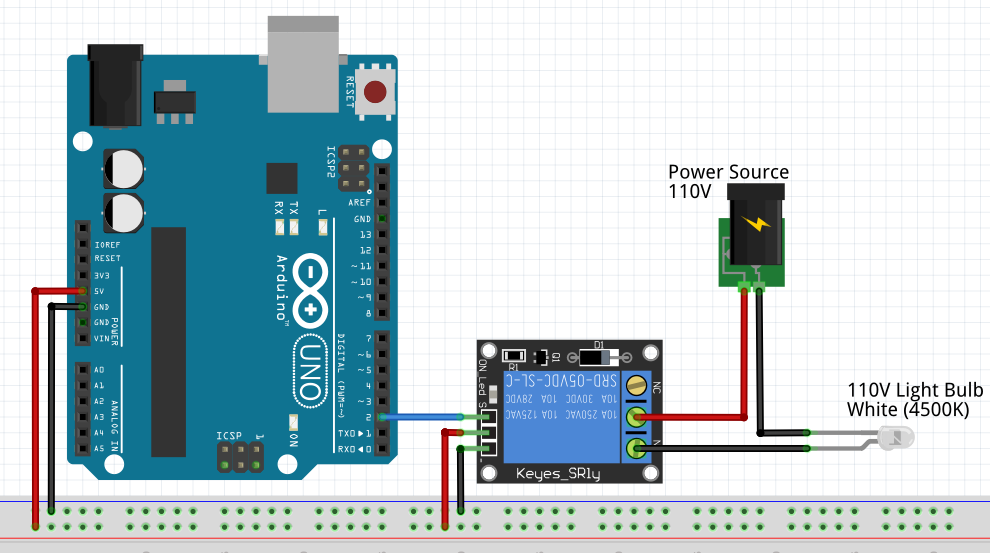 Power Source
110V
110V Light Bulb
White (4500K)
RESET
ICSP2
RX
TX
L
AREF
GND
13
12
~11
~10
~9
8
7
~6
~5
4
~3
2
TX0▶1
RX0◀0
IOREF
RESET
3V3
5V
GND
GND
VIN
POWER
A0
A1
A2
A3
A4
A5
ANALOG IN
Arduino™
UNO
DIGITAL (PWM=~)
ON
ICSP
1
ON Led
S
-
R1
Q1
D1
SRD-05VDC-SL-C
10A 30VDC 10A 28VDC
10A 250VAC 10A 125VAC
NC
Keyes_SR1y